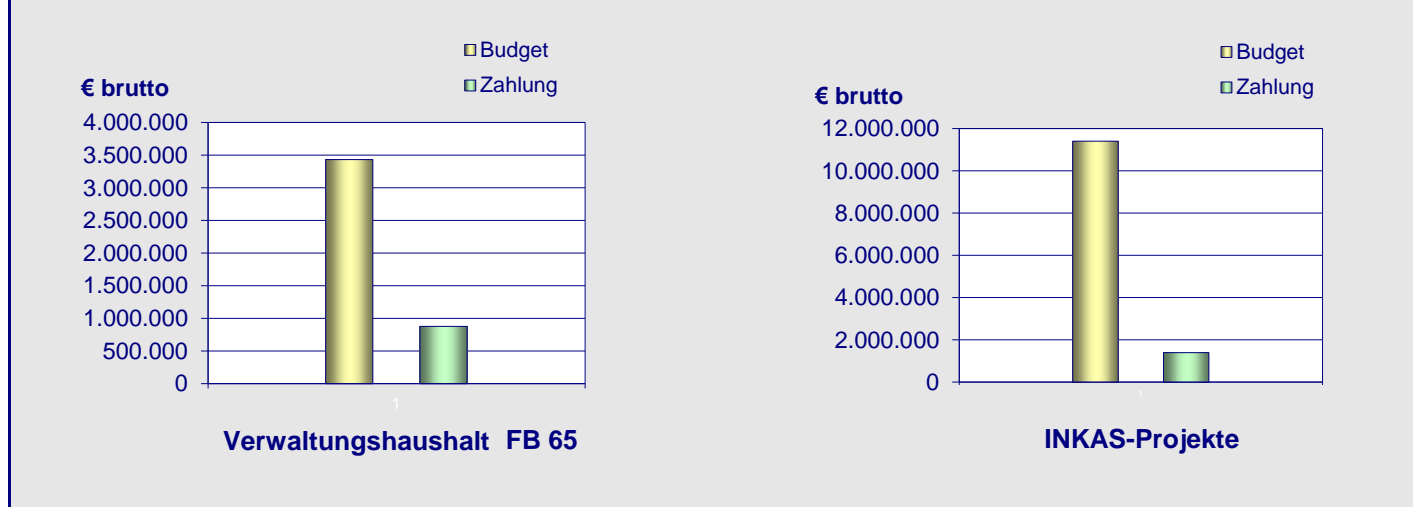 Budget
Zahlung
€ brutto
4.000.000
3.500.000
3.000.000
2.500.000
2.000.000
1.500.000
1.000.000
500.000
0
1
Verwaltungshaushalt FB 65
Budget
Zahlung
€ brutto
12.000.000
10.000.000
8.000.000
6.000.000
4.000.000
2.000.000
0
1
INKAS-Projekte